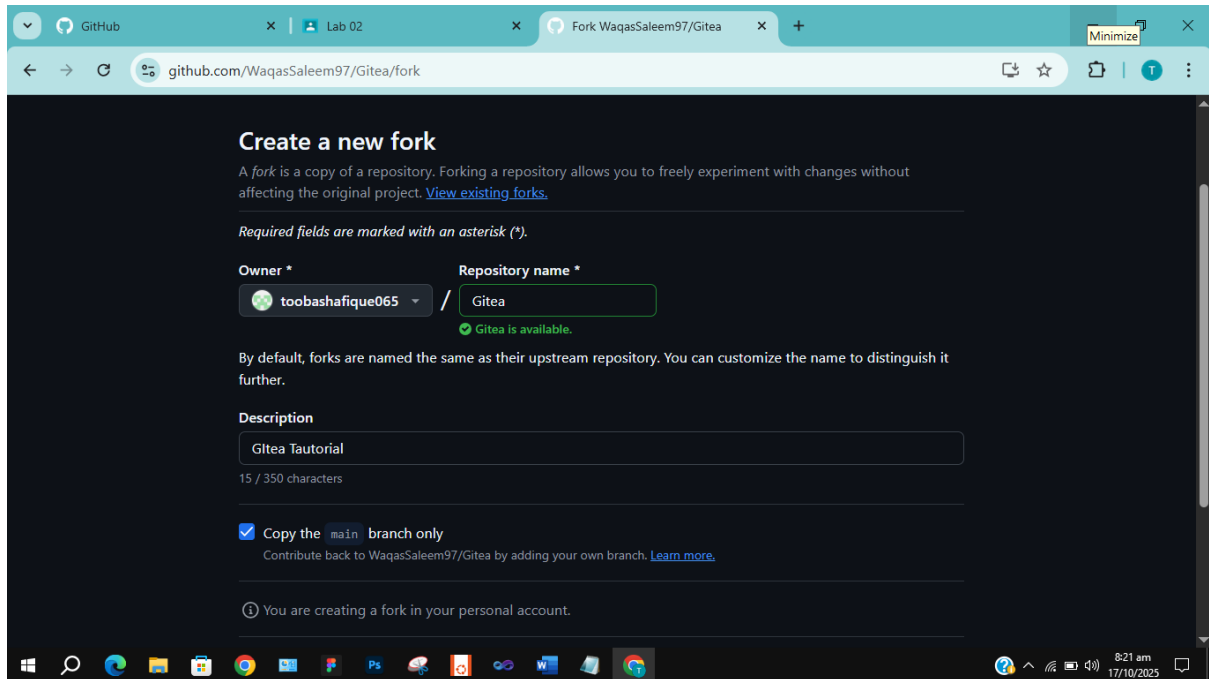 GitHub
Lab 02
Fork WaqasSaleem97/Gitea
Minimize
github.com/WaqasSaleem97/Gitea/fork
T
Create a new fork
A fork is a copy of a repository. Forking a repository allows you to freely experiment with changes without
affecting the original project. View existing forks.
Required fields are marked with an asterisk (*).
Owner * Repository name *
toobashafique065 / Gitea
Gitea is available.
By default, forks are named the same as their upstream repository. You can customize the name to distinguish it
further.
Description
GItea Tautorial
15 / 350 characters
Copy the main branch only
Contribute back to WaqasSaleem97/Gitea by adding your own branch. Learn more.
You are creating a fork in your personal account.
Ps
8:21 am
17/10/2025